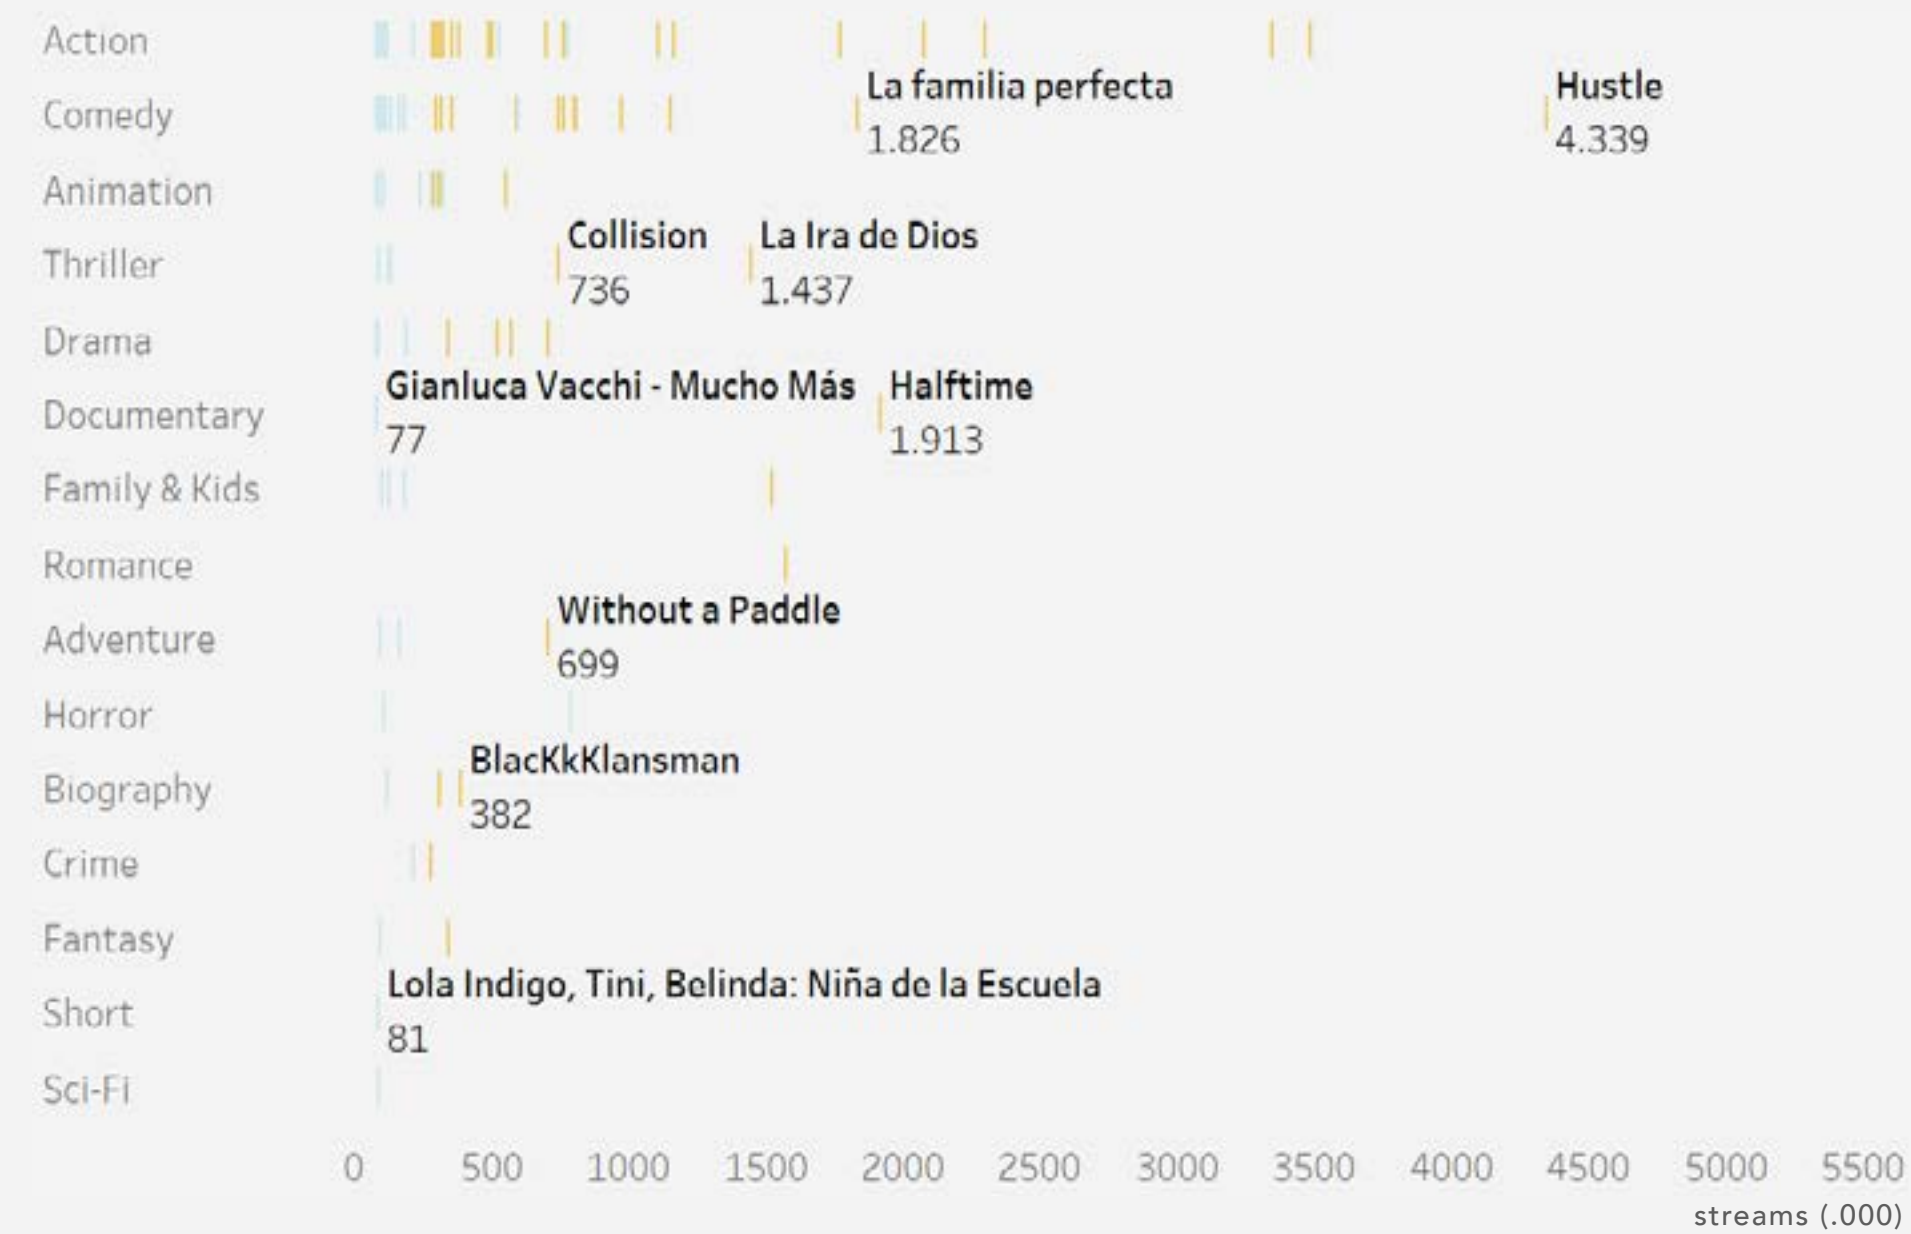 Action
La familia perfecta
Hustle
Comedy
1.826
4.339
Animation
Collision
La Ira de Dios
Thriller
736
1.437
Drama
Gianluca Vacchi - Mucho Más
Halftime
Documentary
77
1.913
Family & Kids
Romance
Without a Paddle
Adventure
699
Horror
BlacKkKlansman
Biography
382
Crime
Fantasy
Lola Indigo, Tini, Belinda: Niña de la Escuela
Short
81
Sci-Fi
0 500 1000 1500 2000 2500 3000 3500 4000 4500 5000 5500
streams (.000)